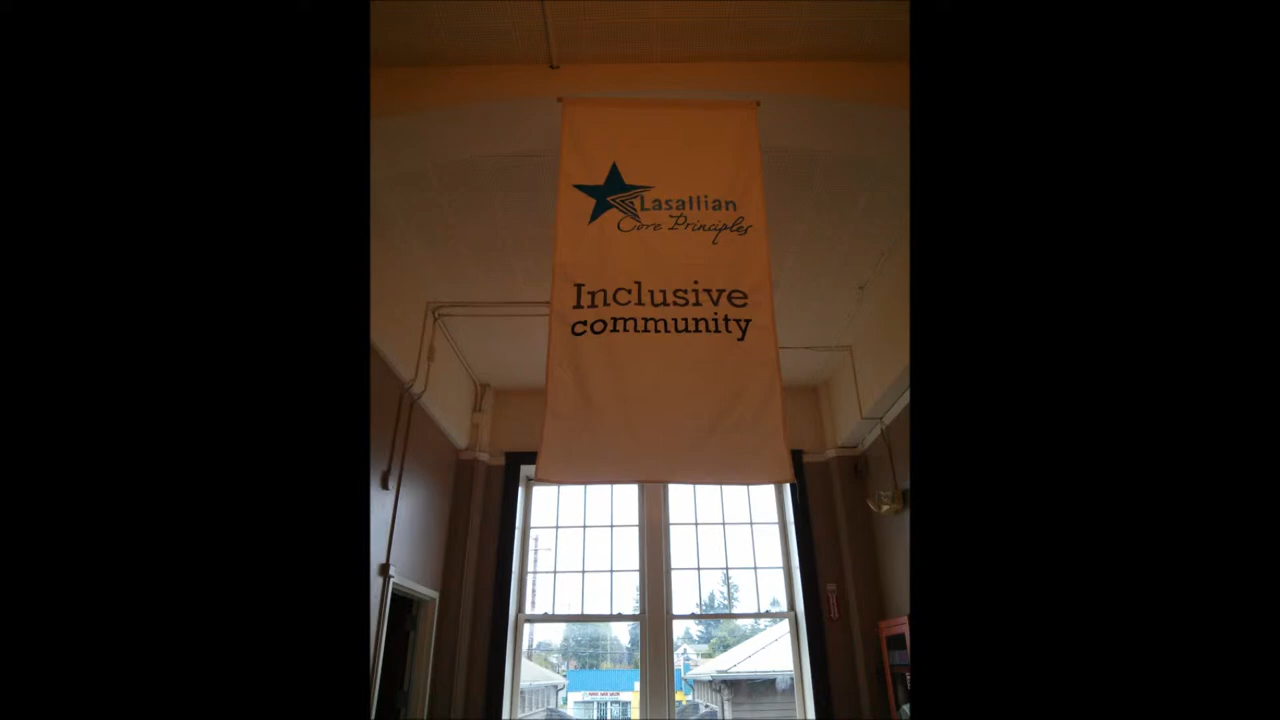 Lasallian
Core Principles
Inclusive
community